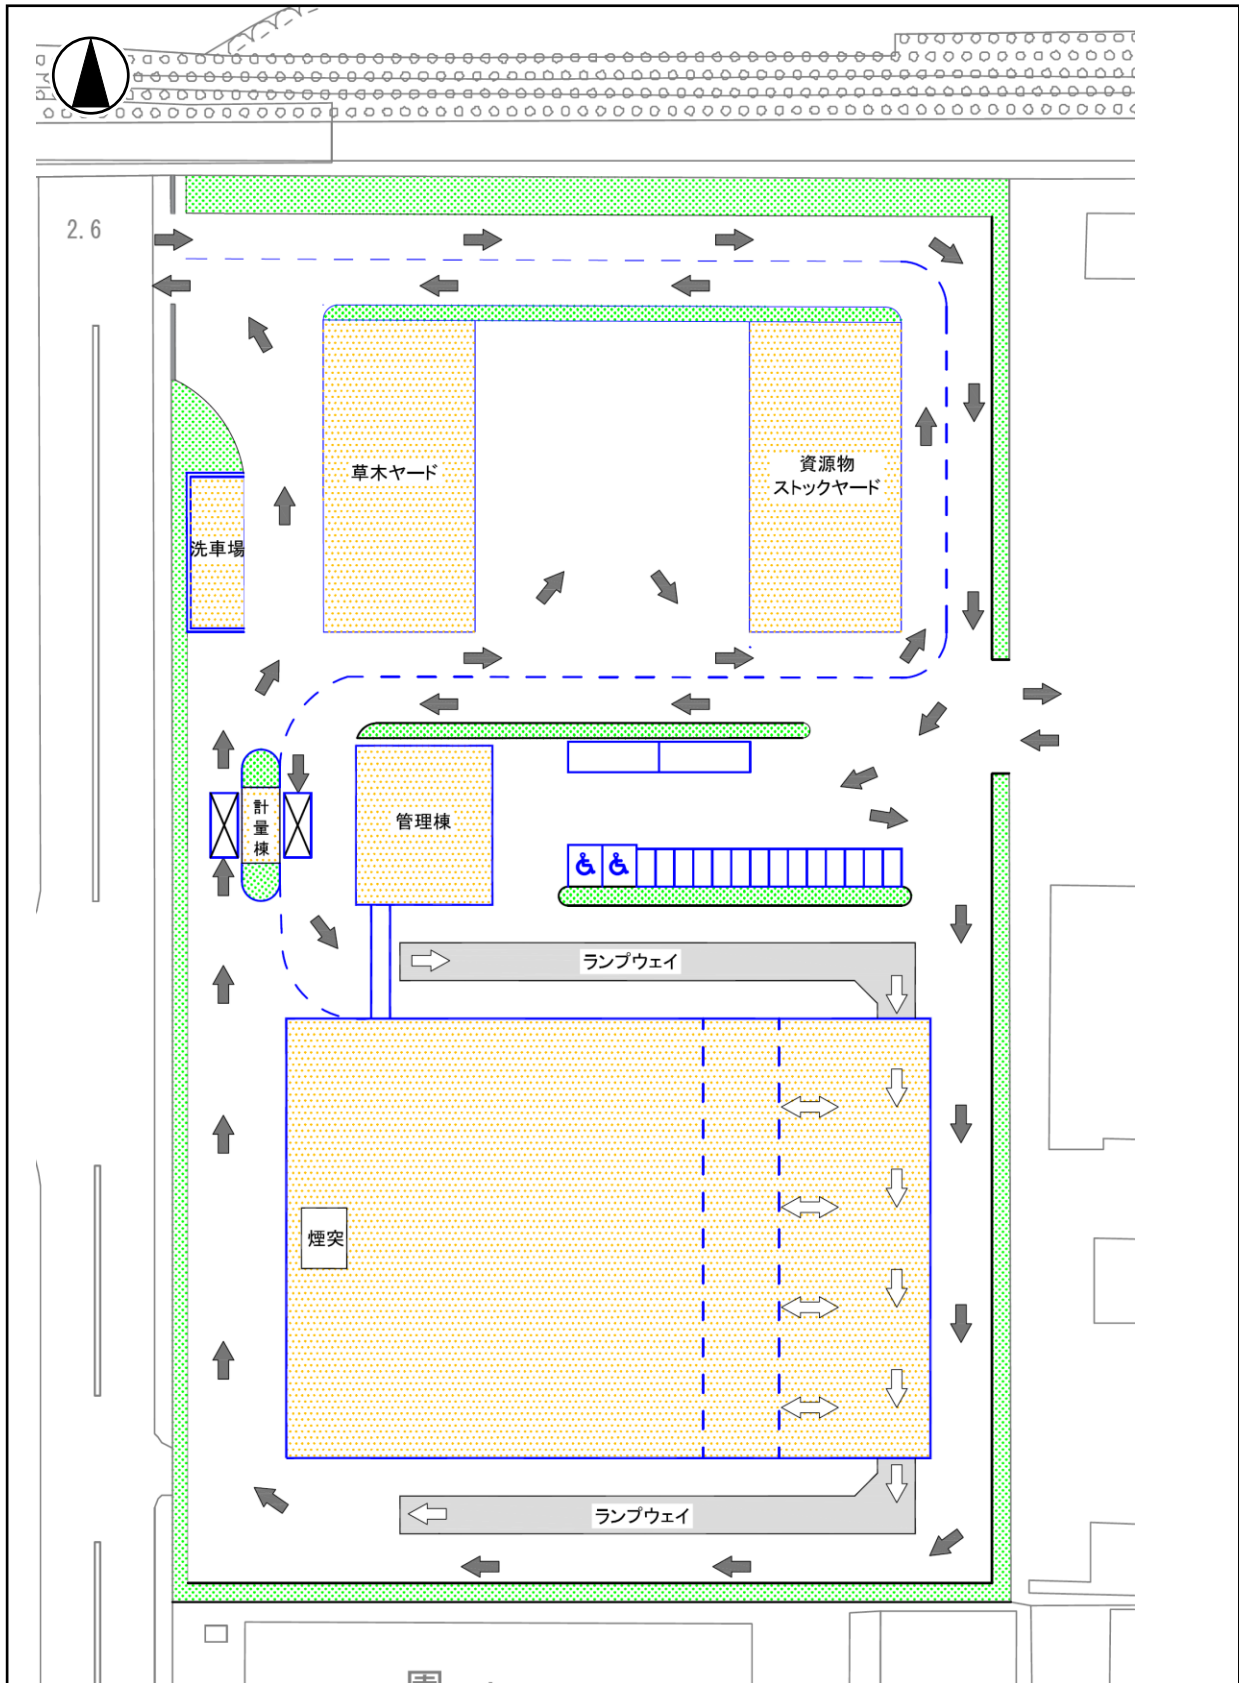 2.6
草木ヤード
資源物
ストックヤード
洗車場
計
量
棟
管理棟
ランプウェイ
煙突
ランプウェイ